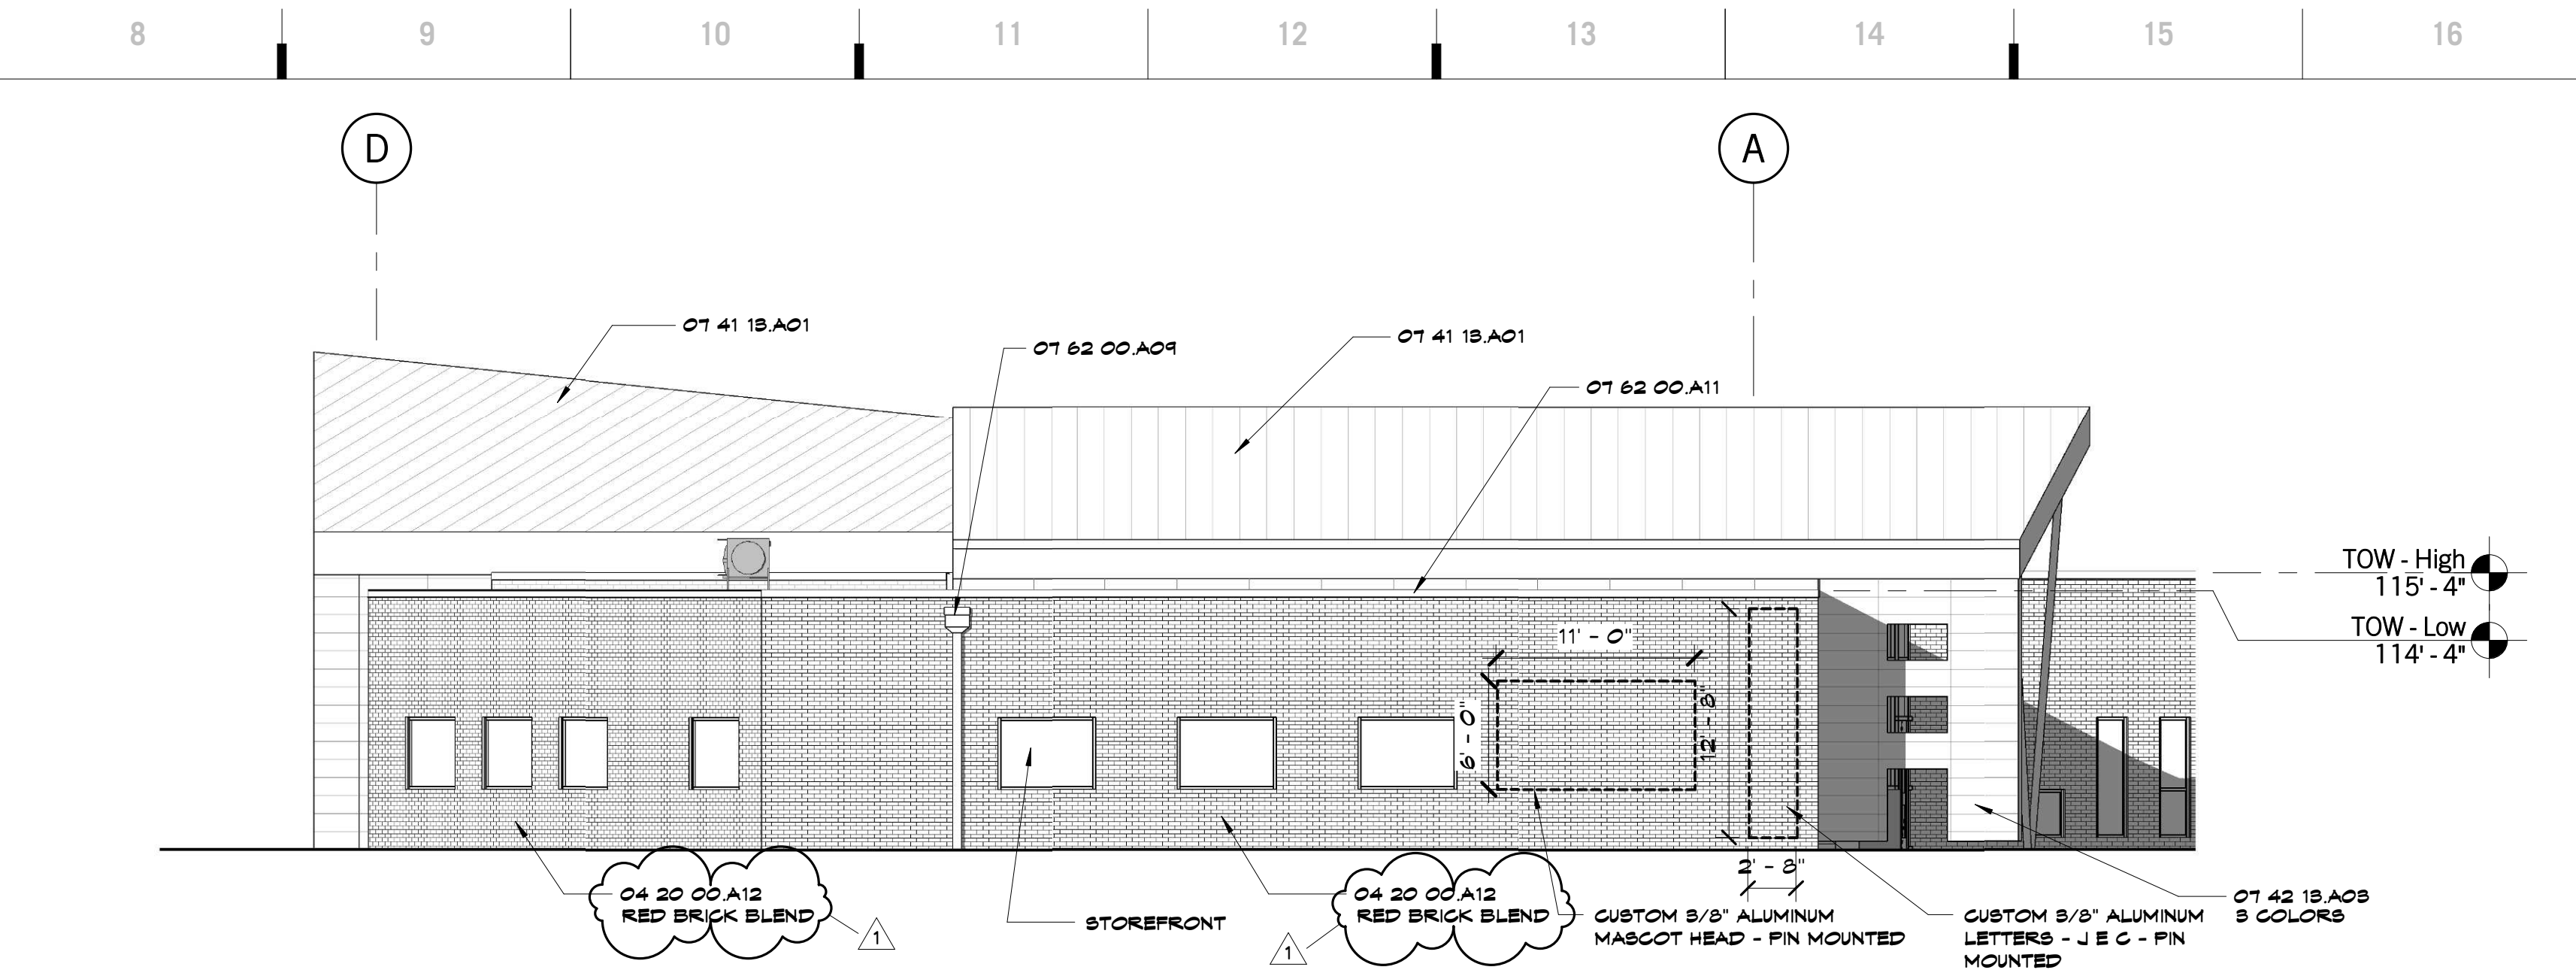 8 9 10 11 12 13 14 15 16
D A
07 41 13.A01
07 62 00.A09
07 41 13.A01
07 62 00.A11
TOW - High
115' - 4"
TOW - Low
114' - 4"
11' - 0"
6' - 0"
12' - 8"
2' - 8"
04 20 00.A12
RED BRICK BLEND
1
STOREFRONT
04 20 00.A12
RED BRICK BLEND
1
CUSTOM 3/8" ALUMINUM
MASCOT HEAD - PIN MOUNTED
CUSTOM 3/8" ALUMINUM
LETTERS - J E C - PIN
MOUNTED
07 42 13.A03
3 COLORS